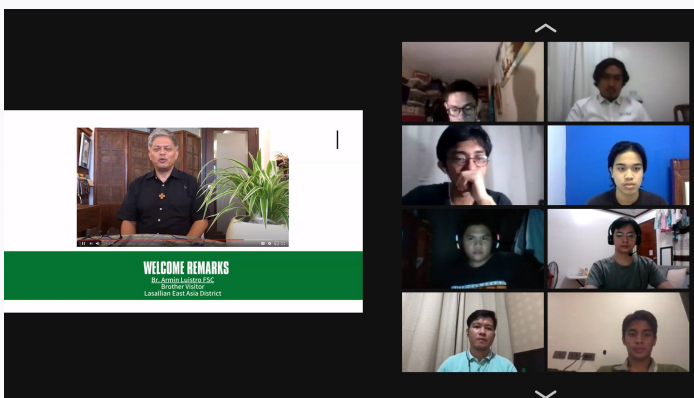 WELCOME REMARKS
Br. Armin Luistro FSC
Brother Visitor
Lasallian East Asia District